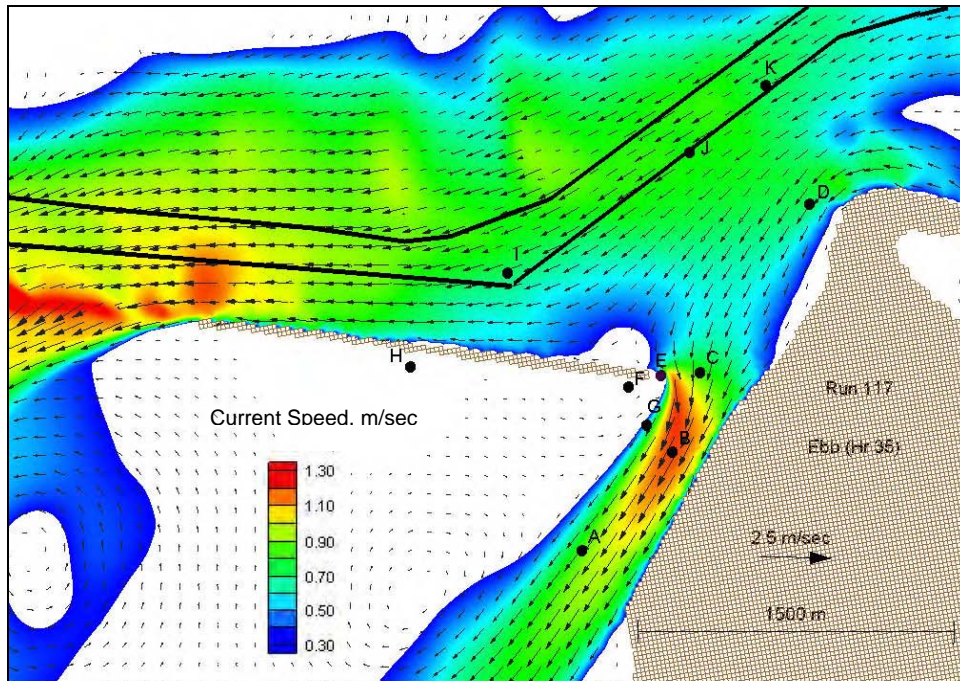 K
J
D
I
H
F
E
C
G
B
A
Run 117
Ebb (Hr 35)
Current Speed, m/sec
1.30
1.10
0.90
0.70
0.50
0.30
2.5 m/sec
1500 m